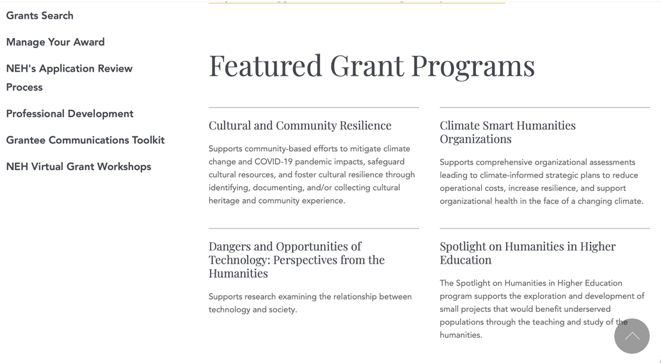 Grants Search
Manage Your Award
NEH's Application Review
Process
Professional Development
Grantee Communications Toolkit
NEH Virtual Grant Workshops
Featured Grant Programs
Cultural and Community Resilience
Supports community-based efforts to mitigate climate
change and COVID-19 pandemic impacts, safeguard
cultural resources, and foster cultural resilience through
identifying, documenting, and/or collecting cultural
heritage and community experience.
Climate Smart Humanities
Organizations
Supports comprehensive organizational assessments
leading to climate-informed strategic plans to reduce
operational costs, increase resilience, and support
organizational health in the face of a changing climate.
Dangers and Opportunities of
Technology: Perspectives from the
Humanities
Supports research examining the relationship between
technology and society.
Spotlight on Humanities in Higher
Education
The Spotlight on Humanities in Higher Education
program supports the exploration and development of
small projects that would benefit underserved
populations through the teaching and study of the
humanities.